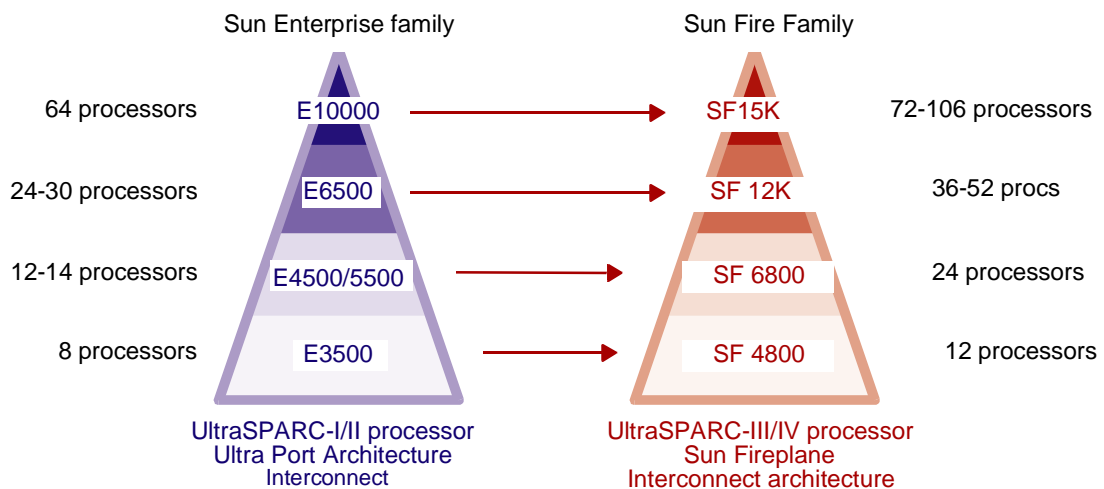 Sun Enterprise family
Sun Fire Family
64 processors
E10000
SF15K
72-106 processors
24-30 processors
E6500
SF 12K
36-52 procs
12-14 processors
E4500/5500
SF 6800
24 processors
8 processors
E3500
SF 4800
12 processors
UltraSPARC-I/II processor
Ultra Port Architecture
Interconnect
UltraSPARC-III/IV processor
Sun Fireplane
Interconnect architecture